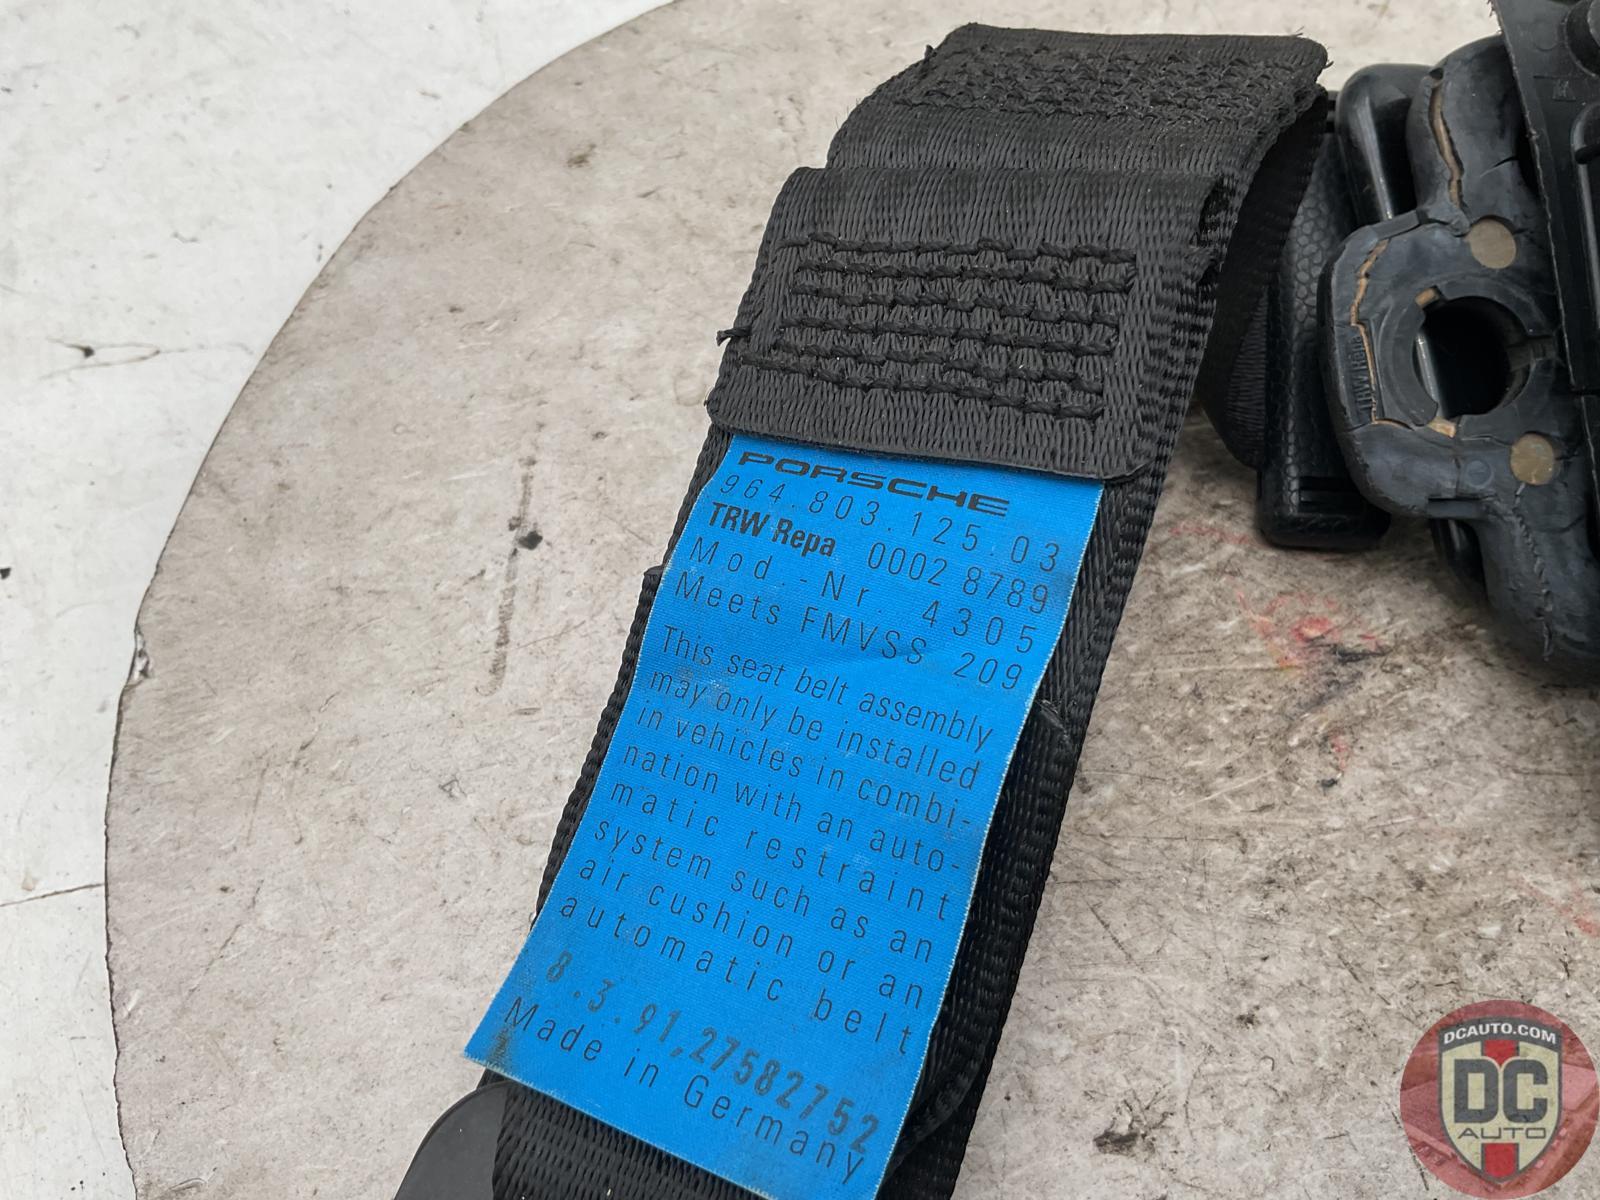 PORSCHE
964.803.125.03
TRW Repa 0002 8789
Mod.-Nr. 4305
Meets FMVSS 209
This seat belt assembly
may only be installed
in vehicles in combi-
nation with an auto-
matic restraint
system such as an
air cushion or an
automatic belt
8.3.91,27582752
Made in Germany
DCAUTO.COM
DC
AUTO